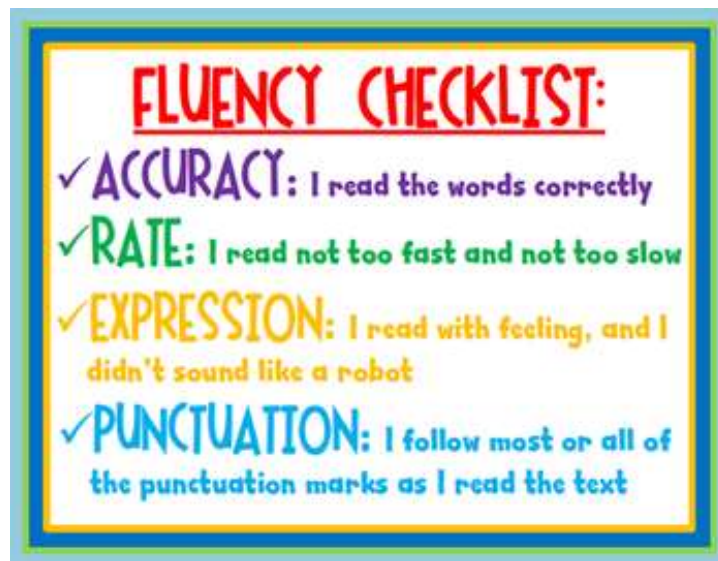 FLUENCY CHECKLIST:
✓ACCURACY: I read the words correctly
✓RATE: I read not too fast and not too slow
✓EXPRESSION: I read with feeling, and I
didn't sound like a robot
✓PUNCTUATION: I follow most or all of
the punctuation marks as I read the text